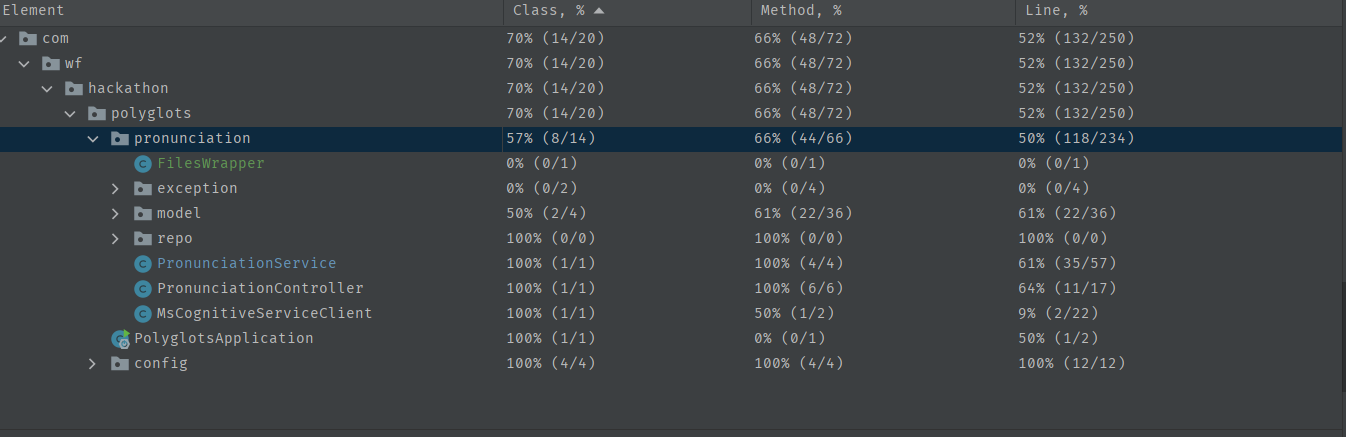 Element Class, % Method, % Line, %
com 70% (14/20) 66% (48/72) 52% (132/250)
wf 70% (14/20) 66% (48/72) 52% (132/250)
hackathon 70% (14/20) 66% (48/72) 52% (132/250)
polyglots 70% (14/20) 66% (48/72) 52% (132/250)
pronunciation 57% (8/14) 66% (44/66) 50% (118/234)
FilesWrapper 0% (0/1) 0% (0/1) 0% (0/1)
exception 0% (0/2) 0% (0/4) 0% (0/4)
model 50% (2/4) 61% (22/36) 61% (22/36)
repo 100% (0/0) 100% (0/0) 100% (0/0)
PronunciationService 100% (1/1) 100% (4/4) 61% (35/57)
PronunciationController 100% (1/1) 100% (6/6) 64% (11/17)
MsCognitiveServiceClient 100% (1/1) 50% (1/2) 9% (2/22)
PolyglotsApplication 100% (1/1) 0% (0/1) 50% (1/2)
config 100% (4/4) 100% (4/4) 100% (12/12)